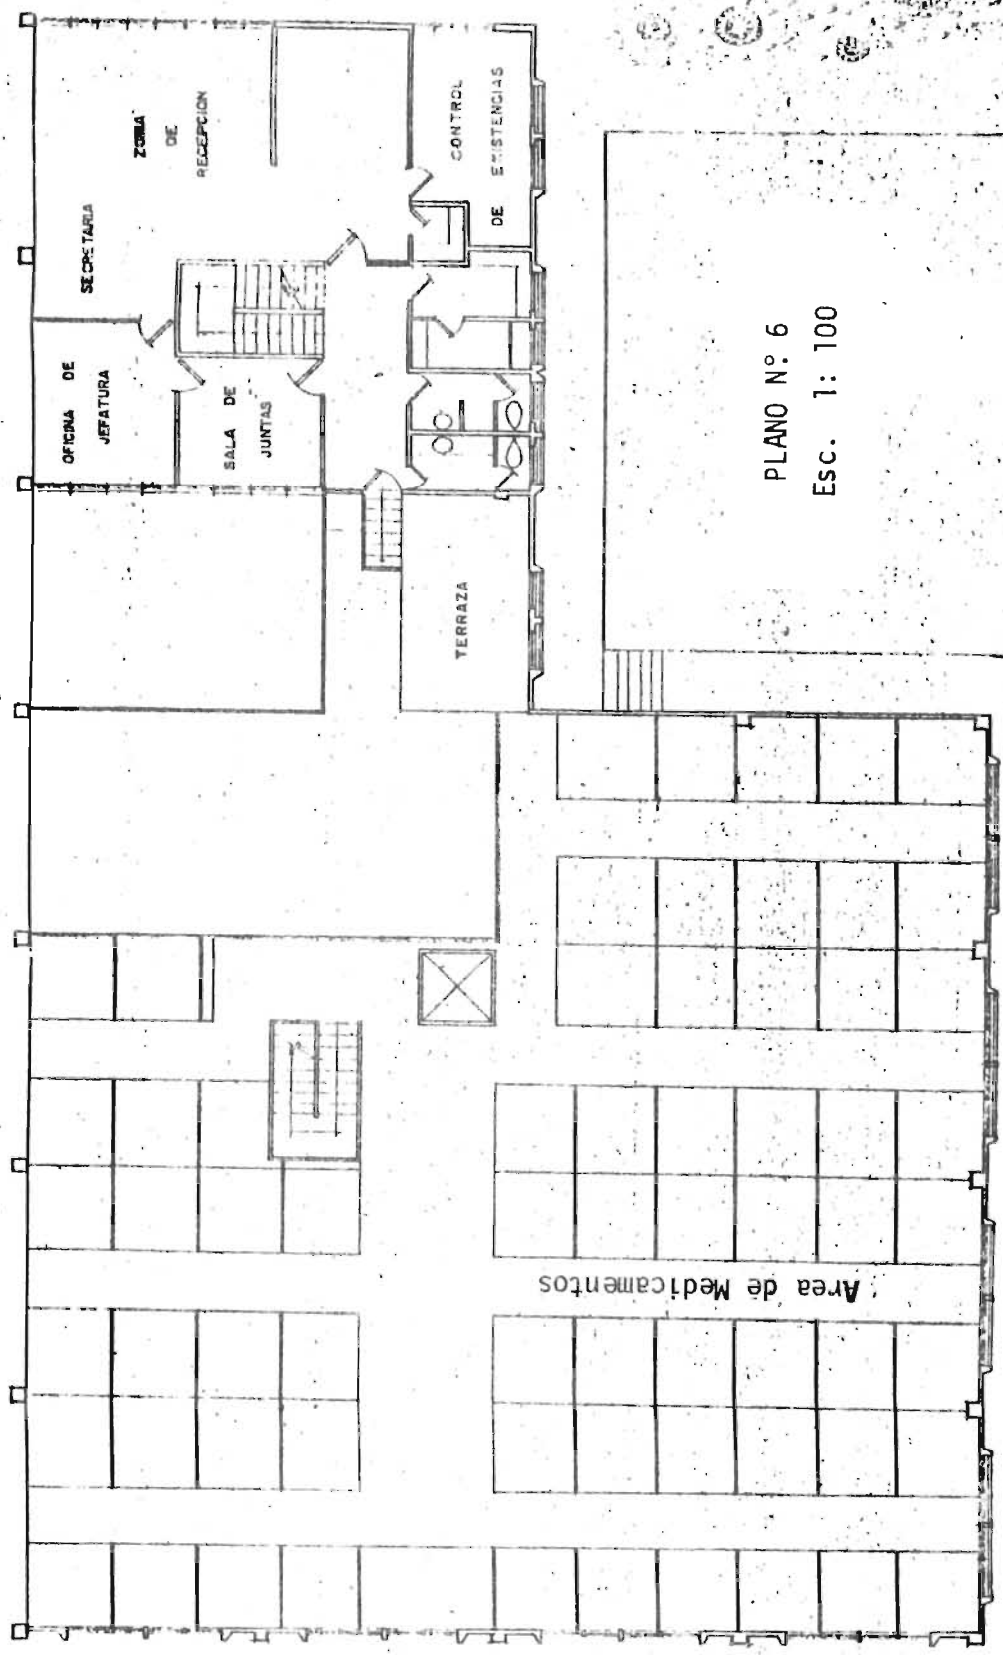 ZONA
DE
RECEPCION
SECRETARIA
CONTROL
DE EXISTENCIAS
OFICINA DE
JEFATURA
SALA DE
JUNTAS
TERRAZA
PLANO N°. 6
Esc. 1: 100
Area de Medicamentos